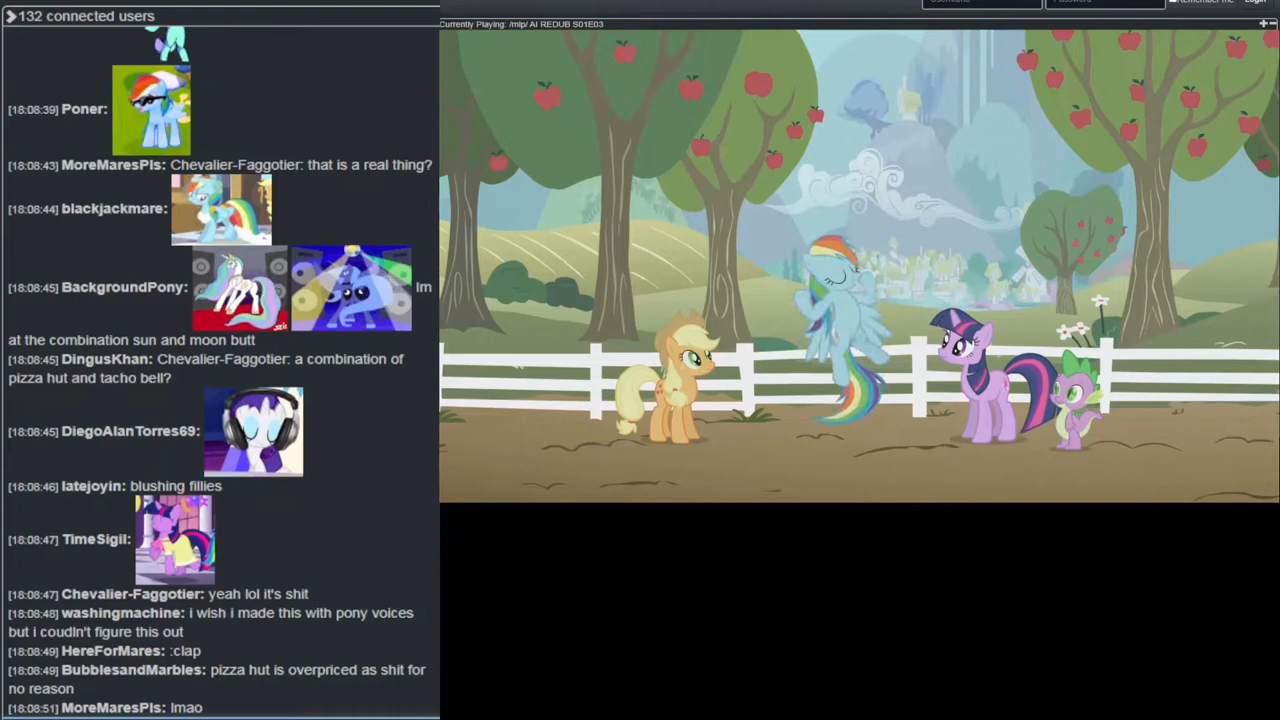 132 connected users
Username
Password
Remember me
Login
Currently Playing: /mlp/ AI REDUB S01E03
[18:08:39] Poner:
[18:08:43] MoreMaresPls: Chevalier-Faggotier: that is a real thing?
[18:08:44] blackjackmare:
[18:08:45] BackgroundPony: Im
at the combination sun and moon butt
[18:08:45] DingusKhan: Chevalier-Faggotier: a combination of
pizza hut and tacho bell?
[18:08:45] DiegoAlanTorres69:
[18:08:46] latejoyin: blushing fillies
[18:08:47] TimeSigil:
[18:08:47] Chevalier-Faggotier: yeah lol it's shit
[18:08:48] washingmachine: i wish i made this with pony voices
but i coudln't figure this out
[18:08:49] HereForMares: :clap
[18:08:49] BubblesandMarbles: pizza hut is overpriced as shit for
no reason
[18:08:51] MoreMaresPls: lmao